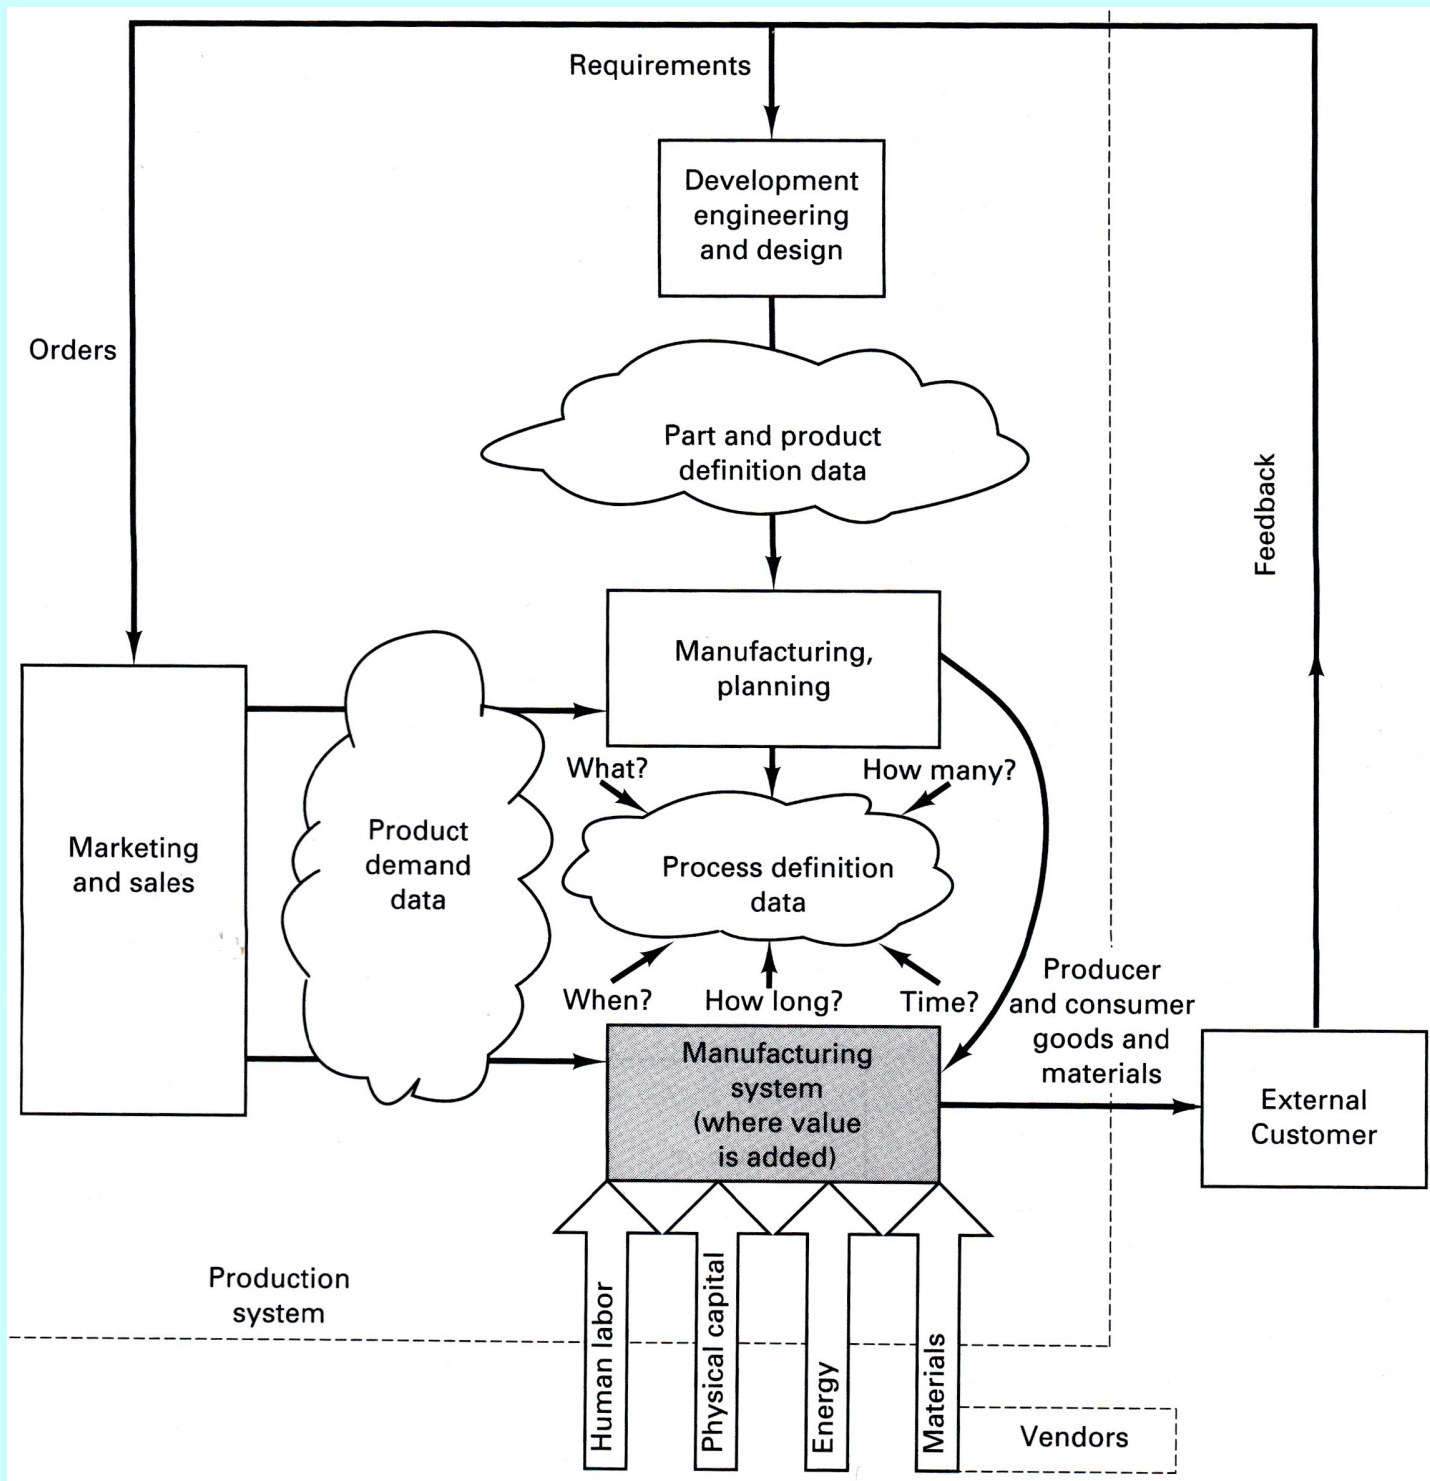 Requirements
Development
engineering
and design
Orders
Part and product
definition data
Feedback
Manufacturing,
planning
What?
How many?
Marketing
and sales
Product
demand
data
Process definition
data
When?
How long?
Time?
Producer
and consumer
goods and
materials
Manufacturing
system
(where value
is added)
External
Customer
Production
system
Human labor
Physical capital
Energy
Materials
Vendors